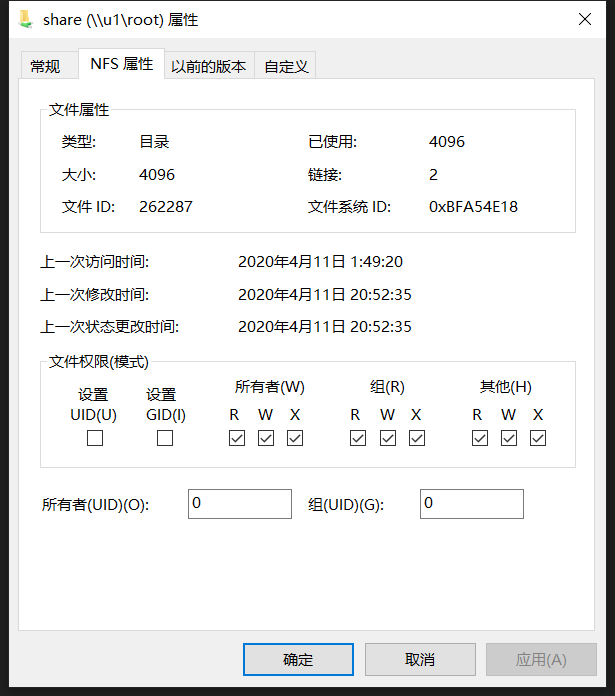 share (\\u1\root) 属性
常规 NFS 属性 以前的版本 自定义
文件属性
类型: 目录 已使用: 4096
大小: 4096 链接: 2
文件 ID: 262287 文件系统 ID: 0xBFA54E18
上一次访问时间: 2020年4月11日 1:49:20
上一次修改时间: 2020年4月11日 20:52:35
上一次状态更改时间: 2020年4月11日 20:52:35
文件权限(模式)
设置 设置 所有者(W) 组(R) 其他(H)
UID(U) GID(I) R W X R W X R W X
所有者(UID)(O): 0 组(UID)(G): 0
确定 取消 应用(A)